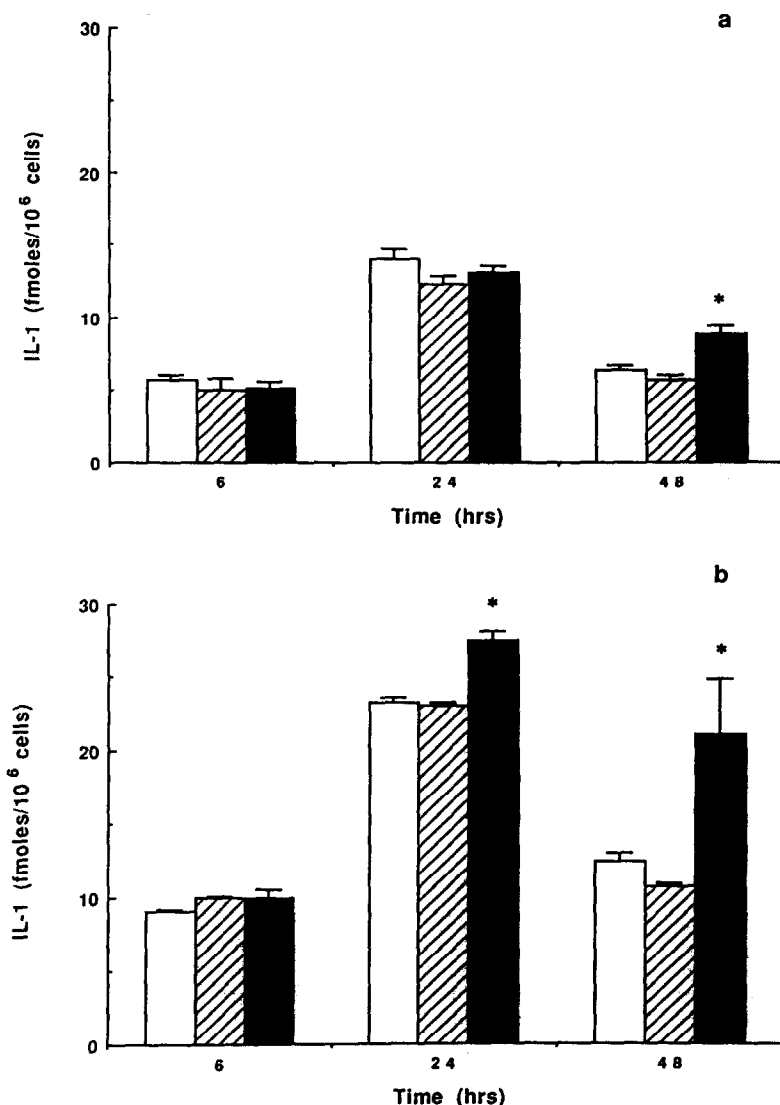 a
30
20
10
0
IL-1 (fmoles/10⁶ cells)
*
6 24 48
Time (hrs)
b
30
20
10
0
IL-1 (fmoles/10⁶ cells)
* *
6 24 48
Time (hrs)